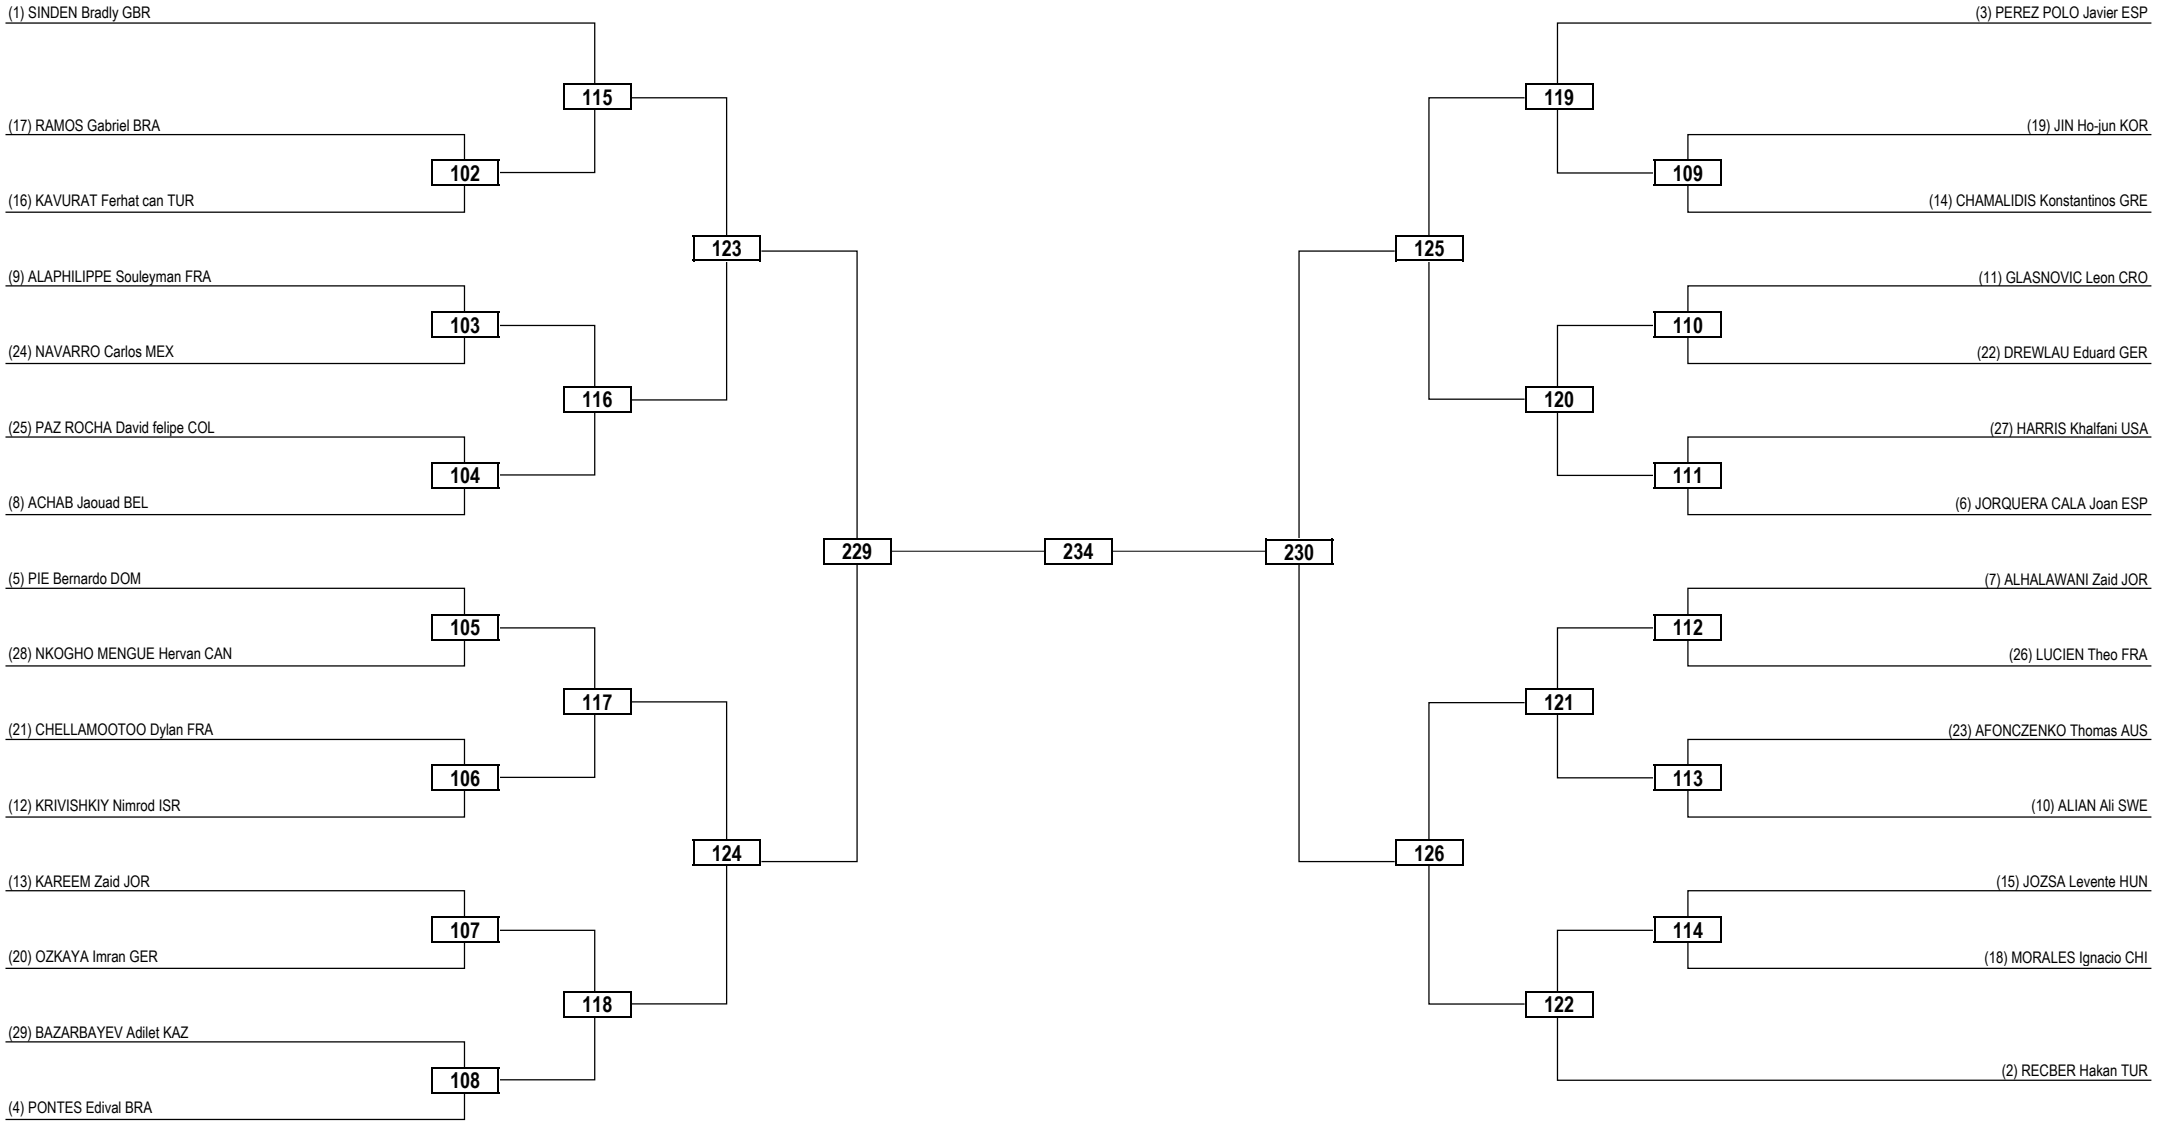 (1) SINDEN Bradly GBR
(3) PEREZ POLO Javier ESP
115
119
(17) RAMOS Gabriel BRA
(19) JIN Ho-jun KOR
102
109
(16) KAVURAT Ferhat can TUR
(14) CHAMALIDIS Konstantinos GRE
123
125
(9) ALAPHILIPPE Souleyman FRA
(11) GLASNOVIC Leon CRO
103
110
(24) NAVARRO Carlos MEX
(22) DREWLAU Eduard GER
116
120
(25) PAZ ROCHA David felipe COL
(27) HARRIS Khalfani USA
104
111
(8) ACHAB Jaouad BEL
(6) JORQUERA CALA Joan ESP
229
234
230
(5) PIE Bernardo DOM
(7) ALHALAWANI Zaid JOR
105
112
(28) NKOGHO MENGUE Hervan CAN
(26) LUCIEN Theo FRA
117
121
(21) CHELLAMOOTOO Dylan FRA
(23) AFONCZENKO Thomas AUS
106
113
(12) KRIVISHKIY Nimrod ISR
(10) ALIAN Ali SWE
124
126
(13) KAREEM Zaid JOR
(15) JOZSA Levente HUN
107
114
(20) OZKAYA Imran GER
(18) MORALES Ignacio CHI
118
122
(29) BAZARBAYEV Adilet KAZ
(2) RECBER Hakan TUR
108
(4) PONTES Edival BRA